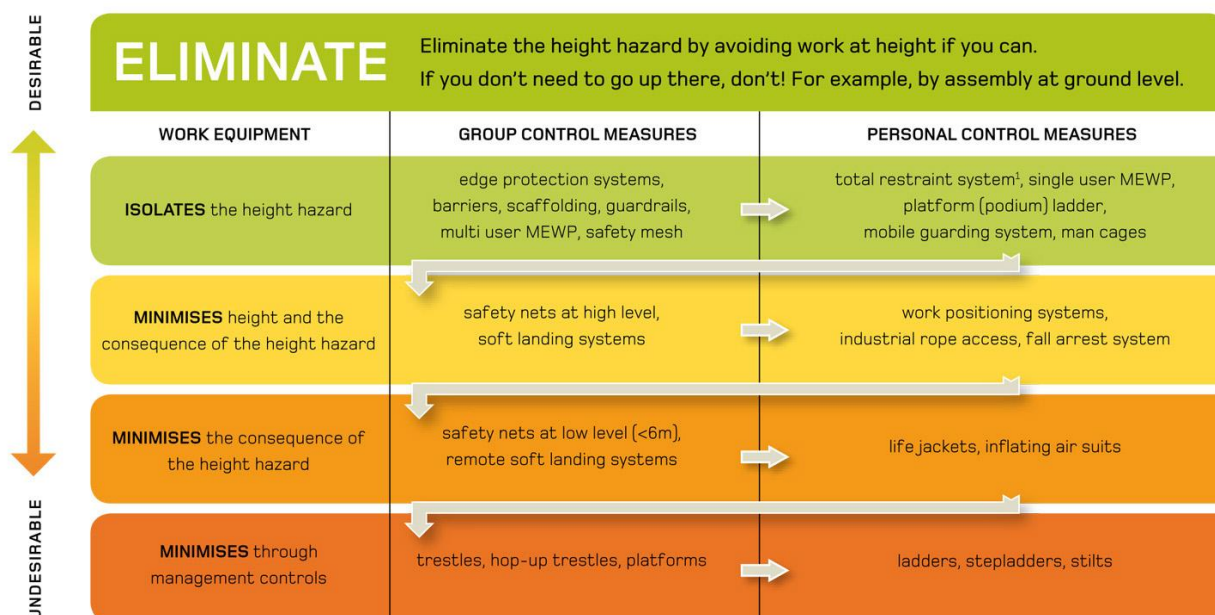 DESIRABLE
ELIMINATE
Eliminate the height hazard by avoiding work at height if you can.
If you don't need to go up there, don't! For example, by assembly at ground level.
WORK EQUIPMENT
GROUP CONTROL MEASURES
PERSONAL CONTROL MEASURES
ISOLATES the height hazard
edge protection systems,
barriers, scaffolding, guardrails,
multi user MEWP, safety mesh
total restraint system¹, single user MEWP,
platform (podium) ladder,
mobile guarding system, man cages
MINIMISES height and the
consequence of the height hazard
safety nets at high level,
soft landing systems
work positioning systems,
industrial rope access, fall arrest system
MINIMISES the consequence of
the height hazard
safety nets at low level (<6m),
remote soft landing systems
life jackets, inflating air suits
MINIMISES through
management controls
trestles, hop-up trestles, platforms
ladders, stepladders, stilts
UNDESIRABLE